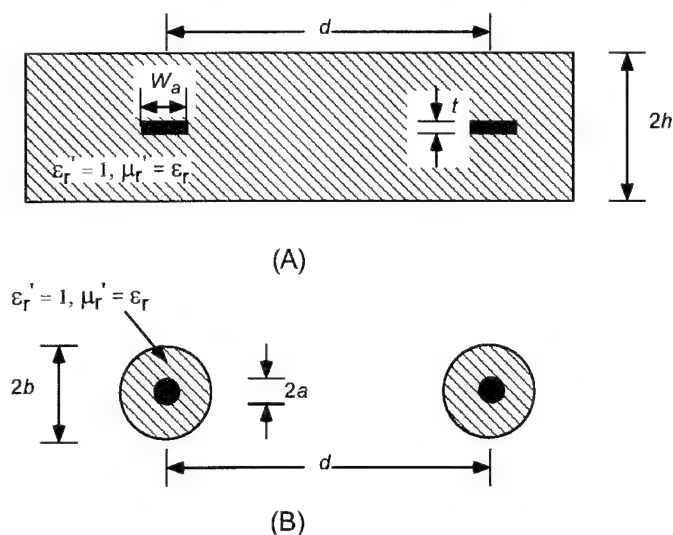 d
W_a
t
2h
ε_r' = 1, μ_r' = ε_r
(A)
ε_r' = 1, μ_r' = ε_r
2b
2a
d
(B)